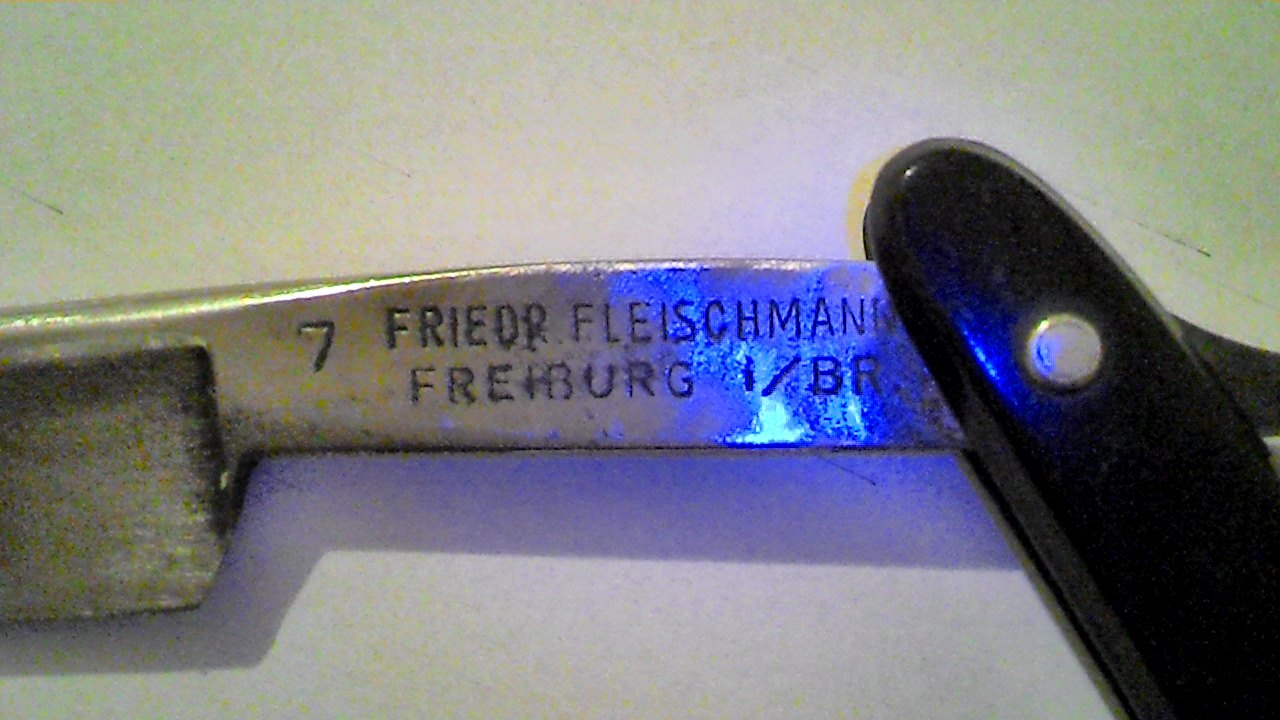 7 FRIEDR. FLEISCHMANN
FREIBURG I/BR.